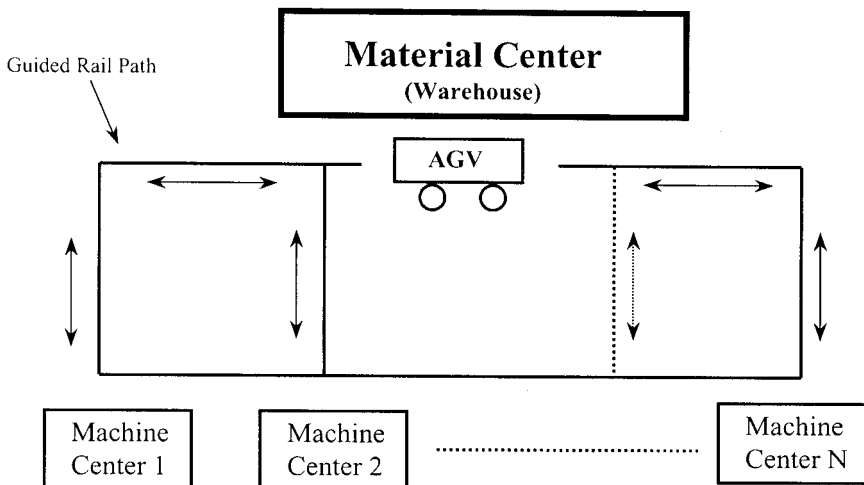 Material Center
(Warehouse)
Guided Rail Path
AGV
Machine
Center 1
Machine
Center 2
Machine
Center N